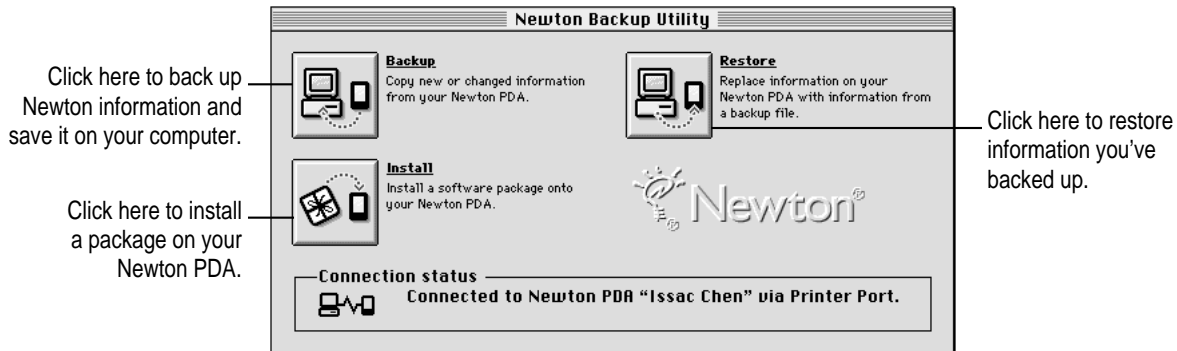 Newton Backup Utility
Click here to back up
Newton information and
save it on your computer.
Backup
Copy new or changed information
from your Newton PDA.
Restore
Replace information on your
Newton PDA with information from
a backup file.
Click here to restore
information you've
backed up.
Click here to install
a package on your
Newton PDA.
Install
Install a software package onto
your Newton PDA.
Newton®
Connection status
Connected to Newton PDA “Issac Chen” via Printer Port.